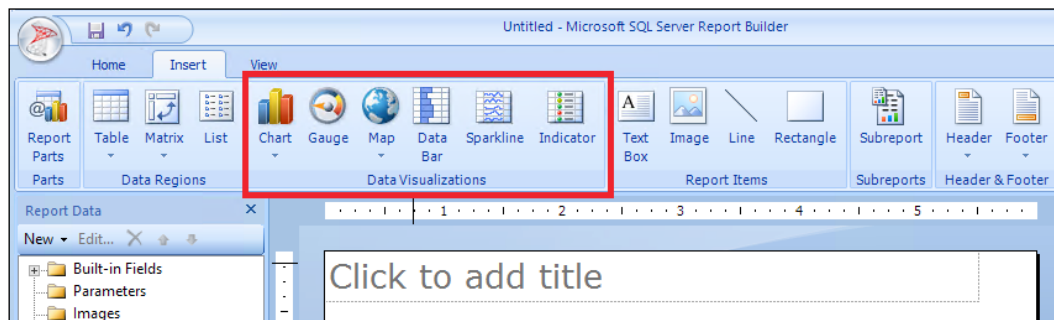 Untitled - Microsoft SQL Server Report Builder
Home Insert View
Report Parts
Table Matrix List
Chart Gauge Map Data Bar Sparkline Indicator
Text Box Image Line Rectangle
Subreport
Header Footer
Parts Data Regions Data Visualizations Report Items Subreports Header & Footer
Report Data
1 2 3 4 5
New Edit...
Built-in Fields
Parameters
Images
Click to add title